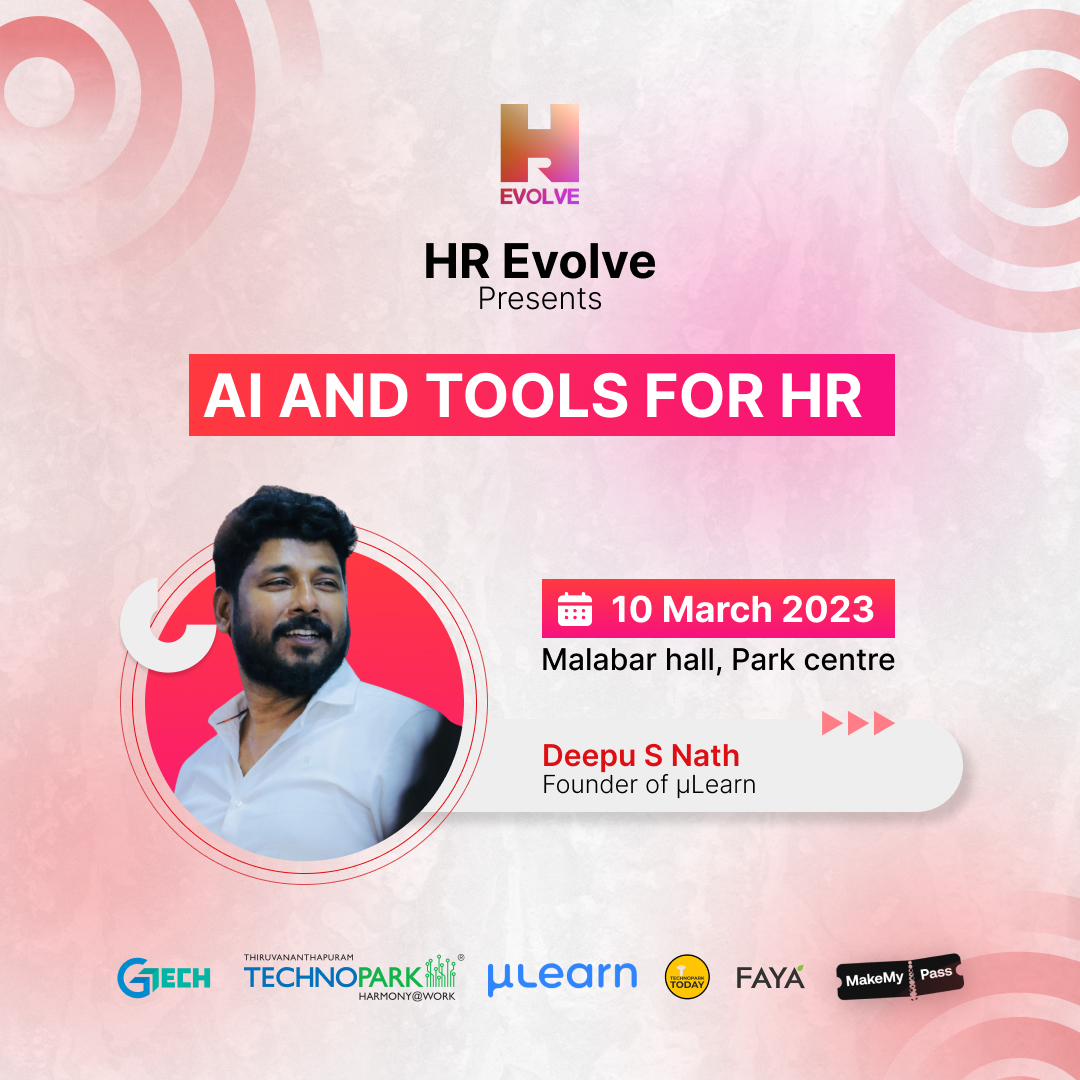 HR
EVOLVE
HR Evolve
Presents
AI AND TOOLS FOR HR
10 March 2023
Malabar hall, Park centre
Deepu S Nath
Founder of µLearn
GTECH
THIRUVANANTHAPURAM
TECHNOPARK®
HARMONY@WORK
µLearn
TECHNOPARK
TODAY
FAYA
MakeMy Pass